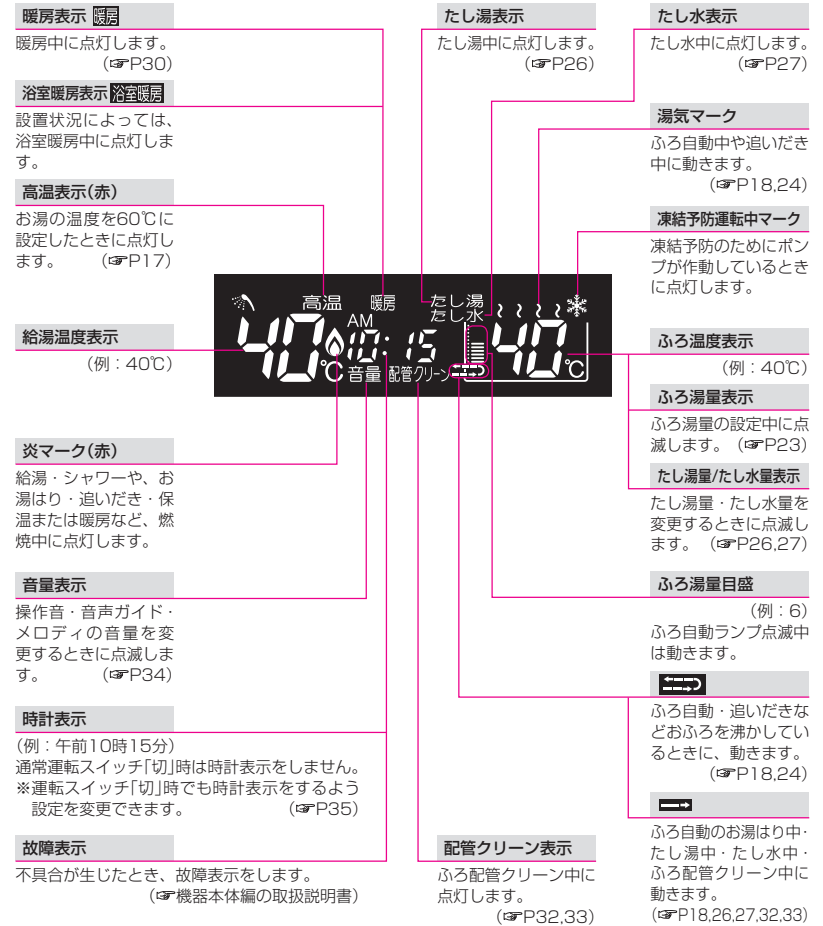 暖房表示 暖房
暖房中に点灯します。
(☞P30)
浴室暖房表示 浴室暖房
設置状況によっては、
浴室暖房中に点灯しま
す。
高温表示(赤)
お湯の温度を60℃に
設定したときに点灯し
ます。 (☞P17)
給湯温度表示
(例：40℃)
炎マーク(赤)
給湯・シャワーや、お
湯はり・追いだき・保
温または暖房など、燃
焼中に点灯します。
音量表示
操作音・音声ガイド・
メロディの音量を変
更するときに点滅しま
す。 (☞P34)
時計表示
(例：午前10時15分)
通常運転スイッチ｢切｣時は時計表示をしません。
※運転スイッチ｢切｣時でも時計表示をするよう
設定を変更できます。 (☞P35)
故障表示
不具合が生じたとき、故障表示をします。
(☞機器本体編の取扱説明書)
高温 暖房 たし湯
たし水
AM
40℃ 10:15 40℃
音量 配管クリーン
たし湯表示
たし湯中に点灯します。
(☞P26)
配管クリーン表示
ふろ配管クリーン中に
点灯します。
(☞P32,33)
たし水表示
たし水中に点灯します。
(☞P27)
湯気マーク
ふろ自動中や追いだき
中に動きます。
(☞P18,24)
凍結予防運転中マーク
凍結予防のためにポン
プが作動しているとき
に点灯します。
ふろ温度表示
(例：40℃)
ふろ湯量表示
ふろ湯量の設定中に点
滅します。 (☞P23)
たし湯量/たし水量表示
たし湯量・たし水量を
変更するときに点滅し
ます。 (☞P26,27)
ふろ湯量目盛
(例：6)
ふろ自動ランプ点滅中
は動きます。
ふろ自動・追いだきな
どおふろを沸かしてい
るときに、動きます。
(☞P18,24)
ふろ自動のお湯はり中・
たし湯中・たし水中・
ふろ配管クリーン中に
動きます。
(☞P18,26,27,32,33)